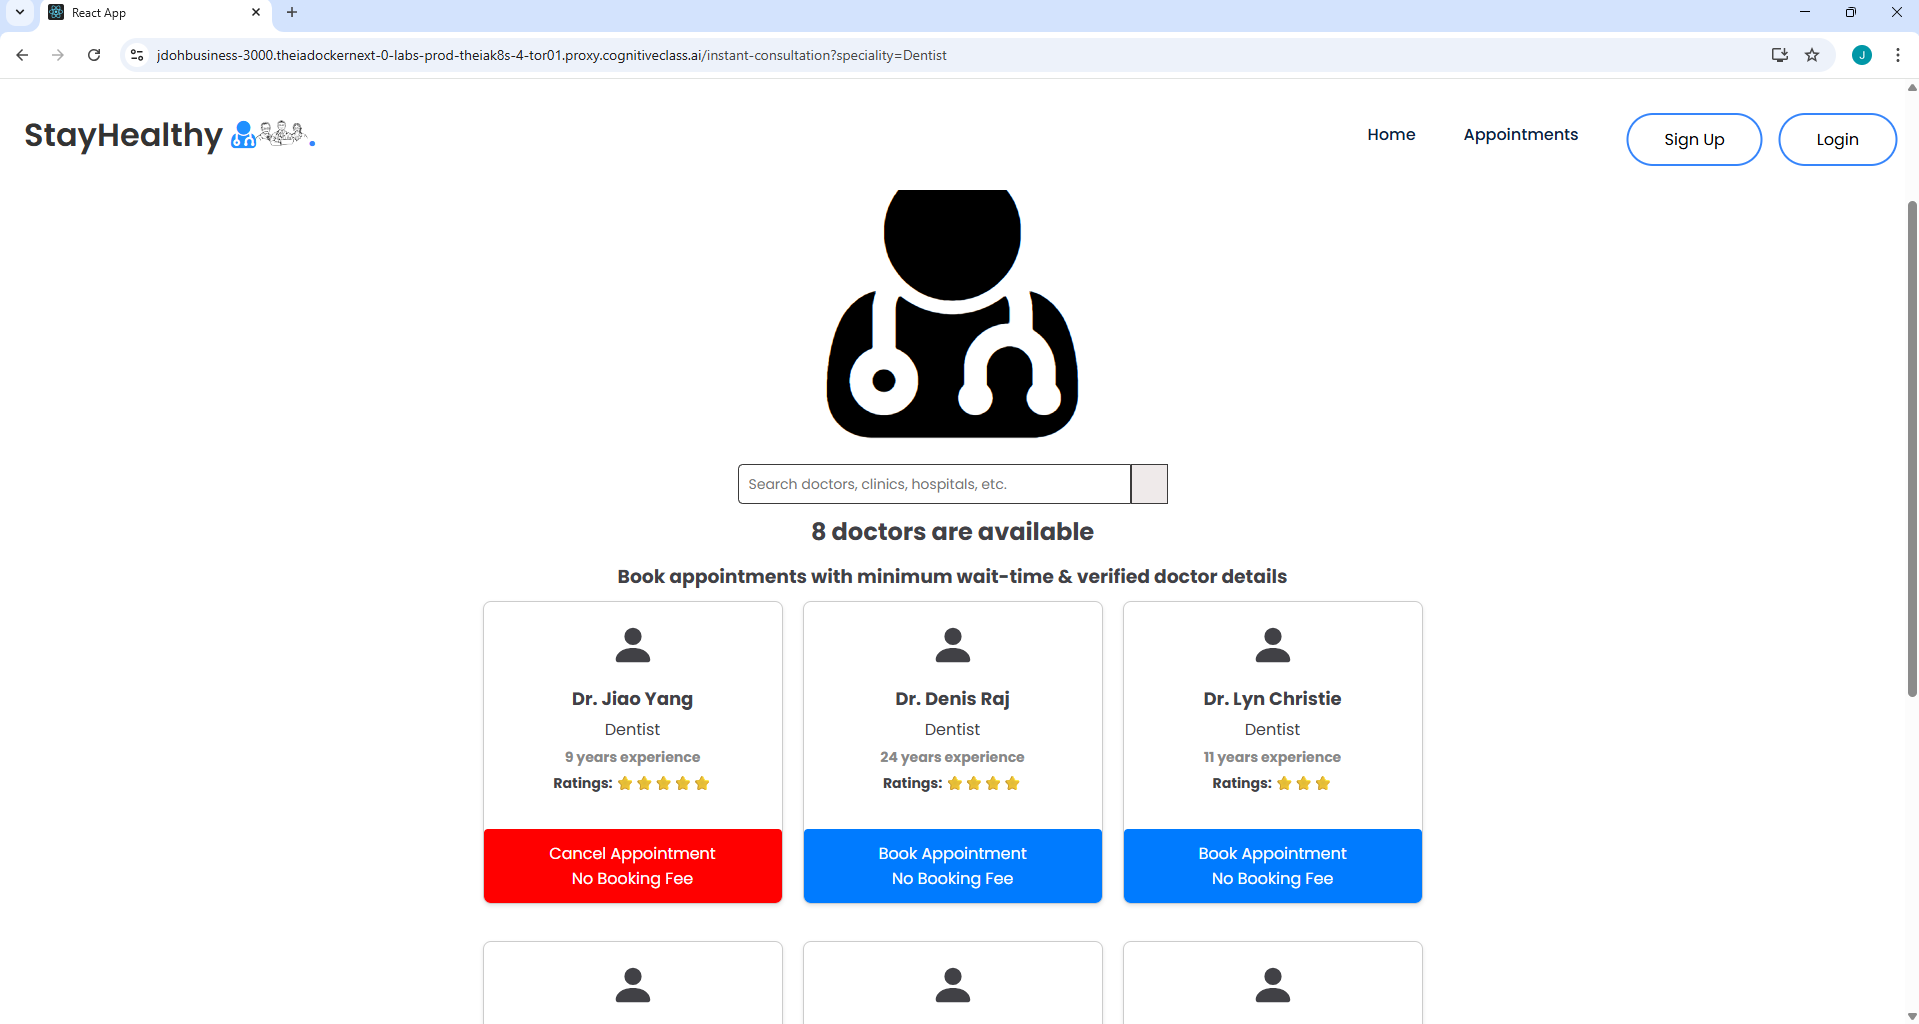 React App
jdohbusiness-3000.theiadockernext-0-labs-prod-theiak8s-4-tor01.proxy.cognitiveclass.ai/instant-consultation?speciality=Dentist
J
StayHealthy
Home
Appointments
Sign Up
Login
Search doctors, clinics, hospitals, etc.
8 doctors are available
Book appointments with minimum wait-time & verified doctor details
Dr. Jiao Yang
Dentist
9 years experience
Ratings:
Cancel Appointment
No Booking Fee
Dr. Denis Raj
Dentist
24 years experience
Ratings:
Book Appointment
No Booking Fee
Dr. Lyn Christie
Dentist
11 years experience
Ratings:
Book Appointment
No Booking Fee